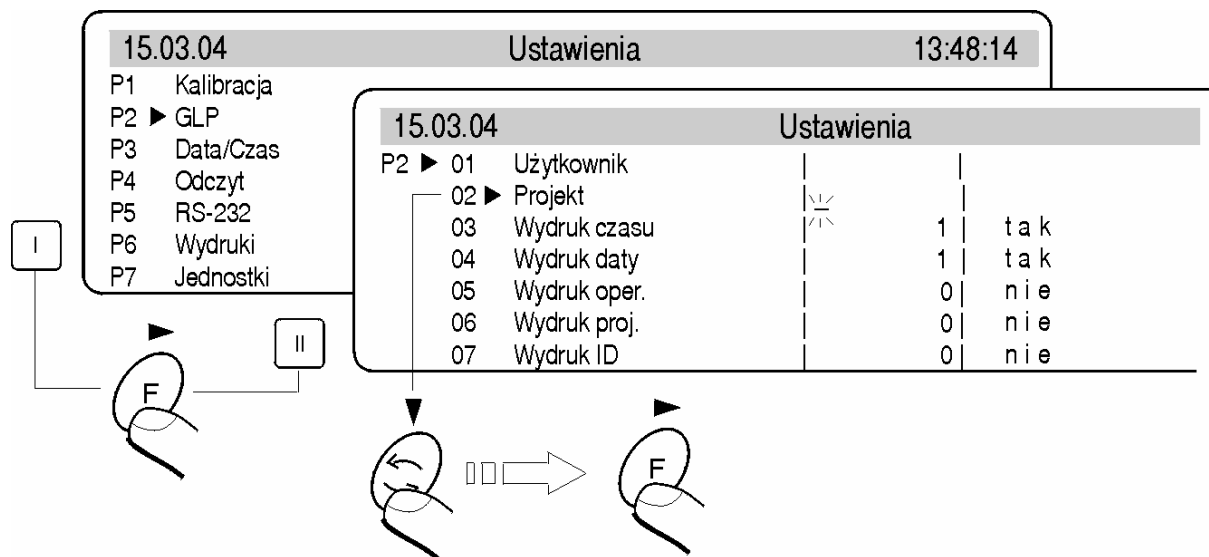 15.03.04 Ustawienia 13:48:14
P1 Kalibracja
P2 ► GLP
P3 Data/Czas
P4 Odczyt
P5 RS-232
P6 Wydruki
P7 Jednostki
15.03.04 Ustawienia
P2 ► 01 Użytkownik
02 ► Projekt
03 Wydruk czasu 1 tak
04 Wydruk daty 1 tak
05 Wydruk oper. 0 nie
06 Wydruk proj. 0 nie
07 Wydruk ID 0 nie
I
II
F
F